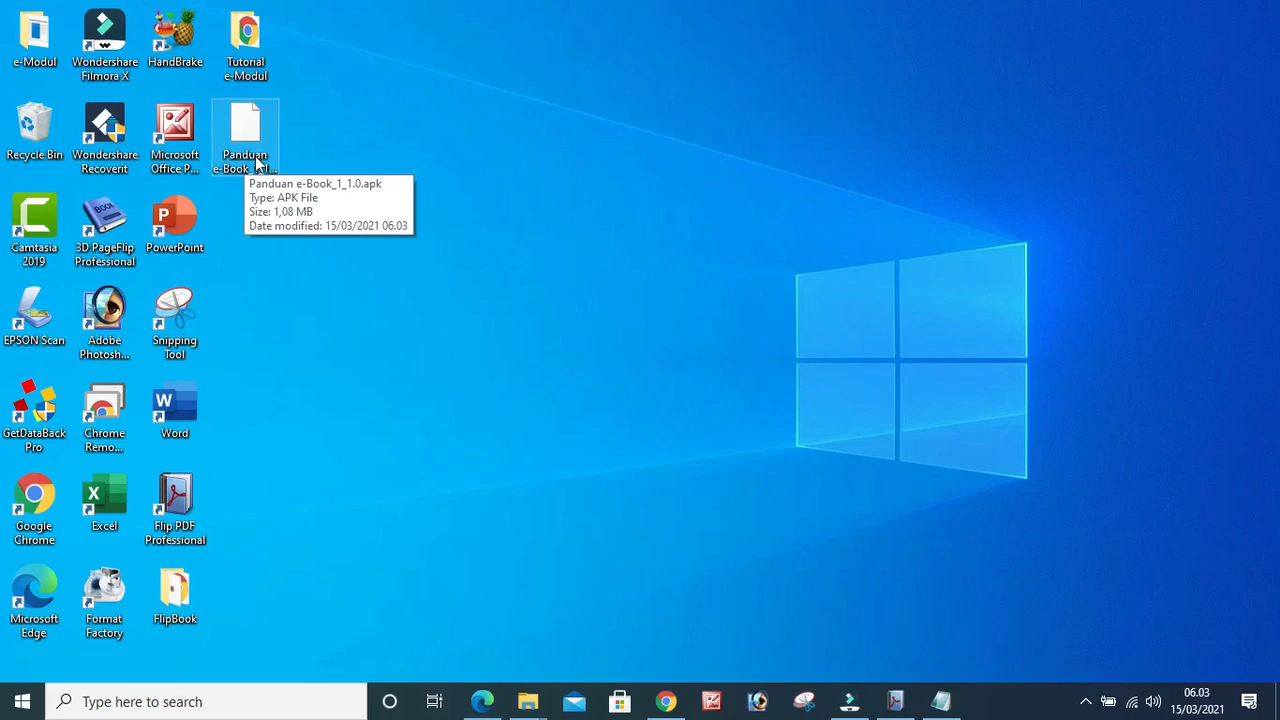 e-Modul
Wondershare
Filmora X
HandBrake
Tutorial
e-Modul
Recycle Bin
Wondershare
Recoverit
Microsoft
Office P...
Panduan
Panduan e-Book_1_1.0.apk
Type: APK File
Size: 1,08 MB
Date modified: 15/03/2021 06.03
Camtasia
2019
3D PageFlip
Professional
PowerPoint
EPSON Scan
Adobe
Photosh...
Snipping
Tool
GetDataBack
Pro
Chrome
Remo...
Word
Google
Chrome
Excel
Flip PDF
Professional
Microsoft
Edge
Format
Factory
FlipBook
Type here to search
06.03
15/03/2021